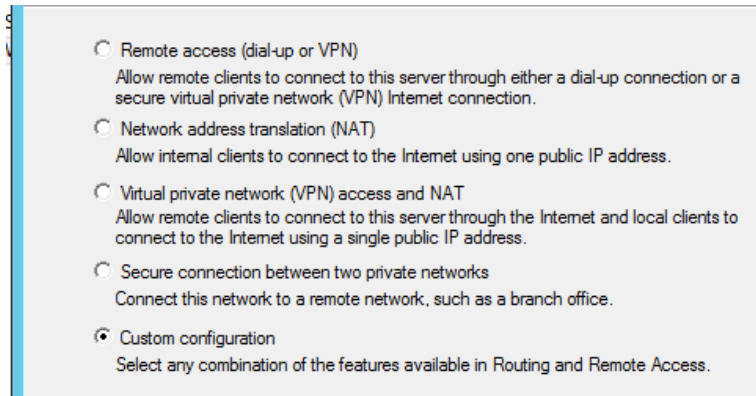 Remote access (dial-up or VPN)
Allow remote clients to connect to this server through either a dial-up connection or a
secure virtual private network (VPN) Internet connection.
Network address translation (NAT)
Allow internal clients to connect to the Internet using one public IP address.
Virtual private network (VPN) access and NAT
Allow remote clients to connect to this server through the Internet and local clients to
connect to the Internet using a single public IP address.
Secure connection between two private networks
Connect this network to a remote network, such as a branch office.
Custom configuration
Select any combination of the features available in Routing and Remote Access.